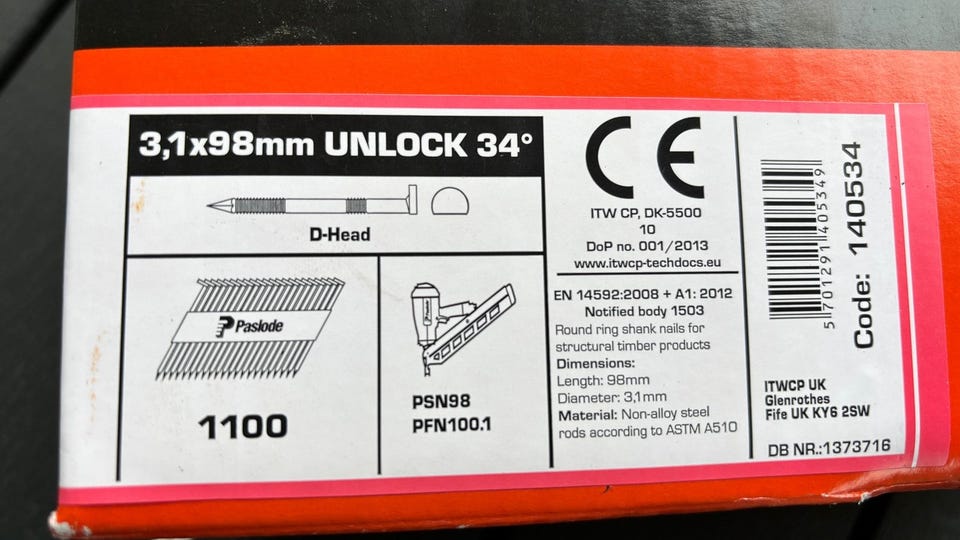 3,1x98mm UNLOCK 34°
D-Head
Paslode
1100
Paslode
PSN98
PFN100.1
CE
ITW CP, DK-5500
10
DoP no. 001/2013
www.itwcp-techdocs.eu
EN 14592:2008 + A1: 2012
Notified body 1503
Round ring shank nails for
structural timber products
Dimensions:
Length: 98mm
Diameter: 3,1mm
Material: Non-alloy steel
rods according to ASTM A510
5 701291 405349
Code: 140534
ITWCP UK
Glenrothes
Fife UK KY6 2SW
DB NR.:1373716